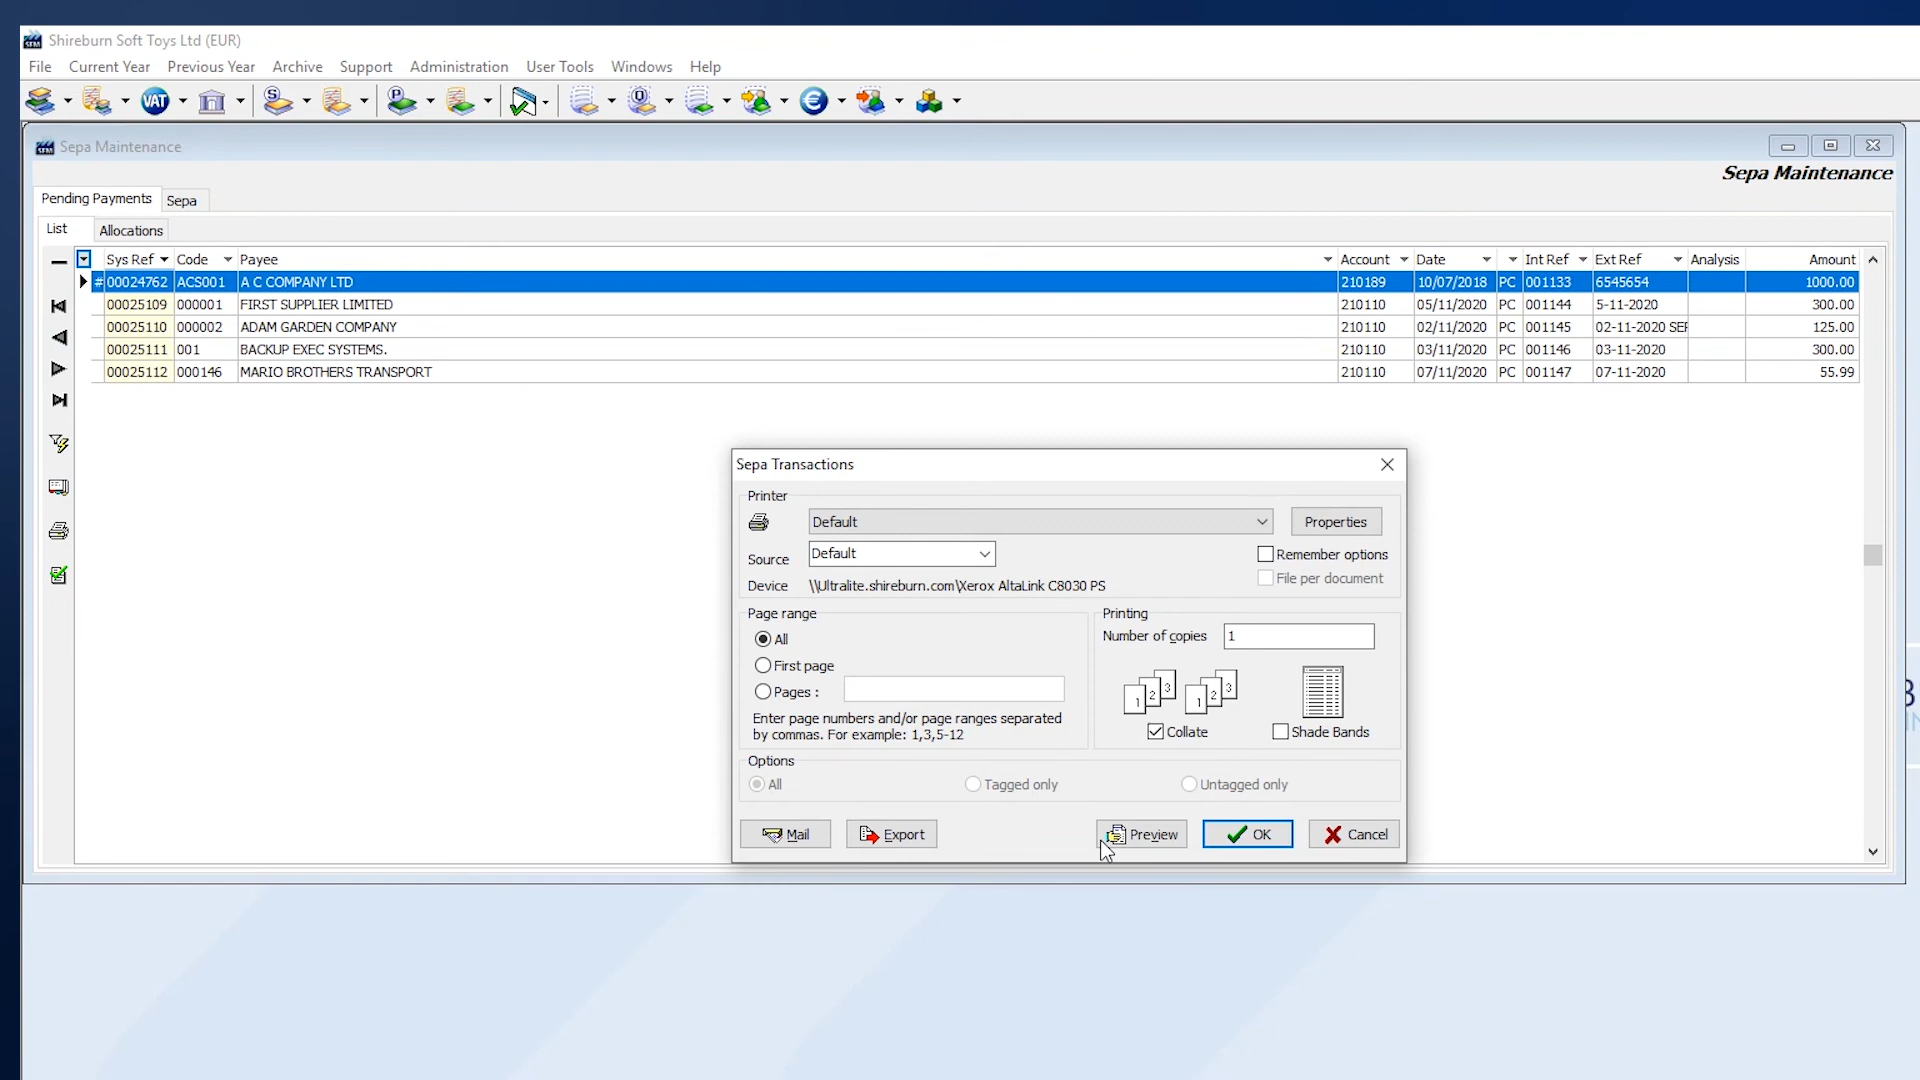 Shireburn Soft Toys Ltd (EUR)
File Current Year Previous Year Archive Support Administration User Tools Windows Help
VAT S P Q €
Sepa Maintenance
Sepa Maintenance
Pending Payments Sepa
List Allocations
Sys Ref Code Payee Account Date Int Ref Ext Ref Analysis Amount
#00024762 ACS001 A C COMPANY LTD 210189 10/07/2018 PC 001133 6545654 1000.00
00025109 000001 FIRST SUPPLIER LIMITED 210110 05/11/2020 PC 001144 5-11-2020 300.00
00025110 000002 ADAM GARDEN COMPANY 210110 02/11/2020 PC 001145 02-11-2020 SEP 125.00
00025111 001 BACKUP EXEC SYSTEMS. 210110 03/11/2020 PC 001146 03-11-2020 300.00
00025112 000146 MARIO BROTHERS TRANSPORT 210110 07/11/2020 PC 001147 07-11-2020 55.99
Sepa Transactions
Printer
Default Properties
Source Default Remember options
Device \\Ultralite.shireburn.com\Xerox AltaLink C8030 PS File per document
Page range Printing
All Number of copies 1
First page
Pages :
1 2 3 1 2 3
Enter page numbers and/or page ranges separated
by commas. For example: 1,3,5-12
Collate Shade Bands
Options
All Tagged only Untagged only
Mail Export Preview OK Cancel